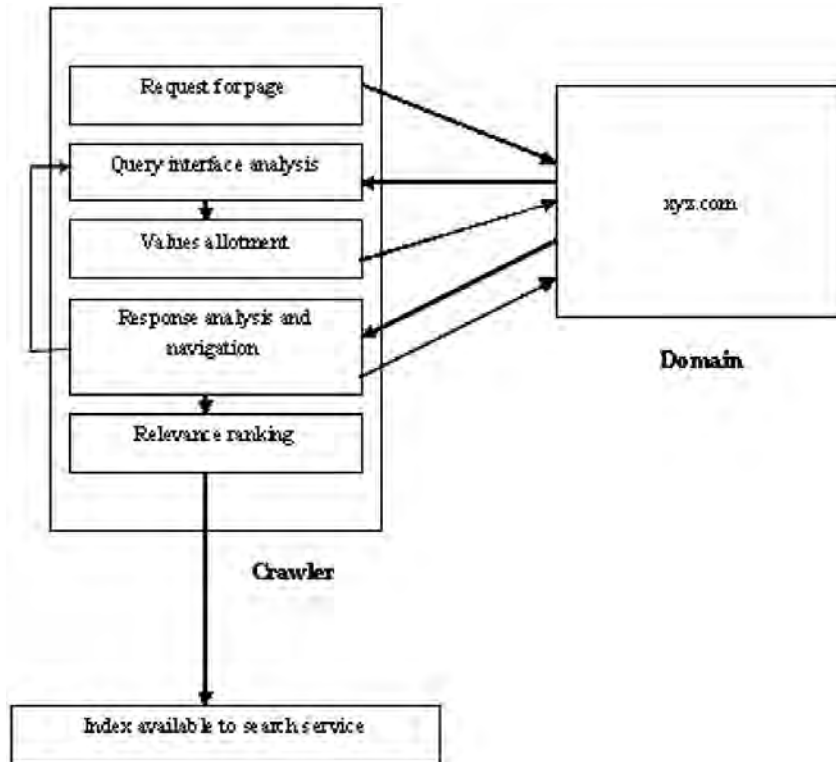 Request for page
Query interface analysis
xyz.com
Values allotment
Response analysis and
navigation
Domain
Relevance ranking
Crawler
Index available to search service